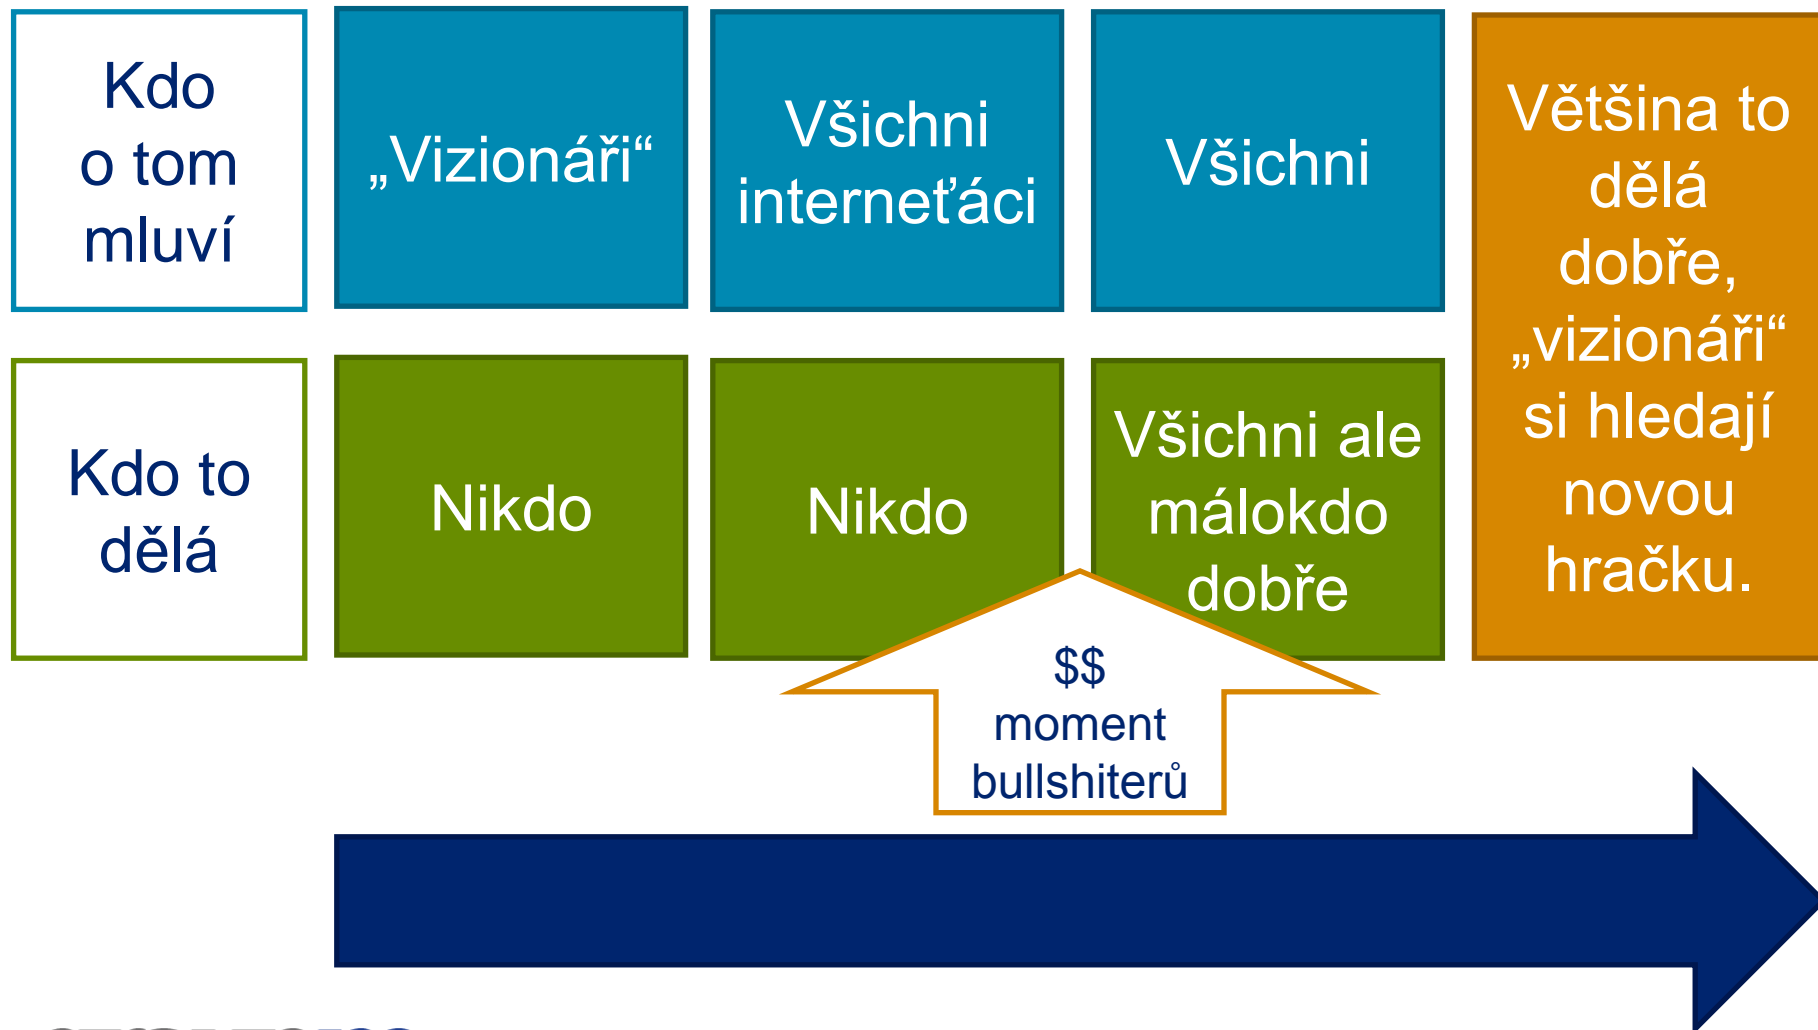 Kdo
o tom
mluví
„Vizionáři“
Všichni
interneťáci
Všichni
Většina to
dělá
dobře,
„vizionáři“
si hledají
novou
hračku.
Kdo to
dělá
Nikdo
Nikdo
Všichni ale
málokdo
dobře
$$
moment
bullshiterů